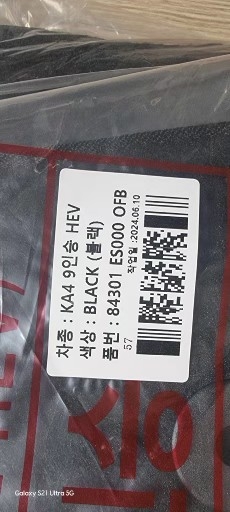 차종 : KA4 9인승 HEV
색상 : BLACK (블랙)
품번 : 84301 ES000 OFB
작업일 : 2024.06.10
57
Galaxy S21 Ultra 5G